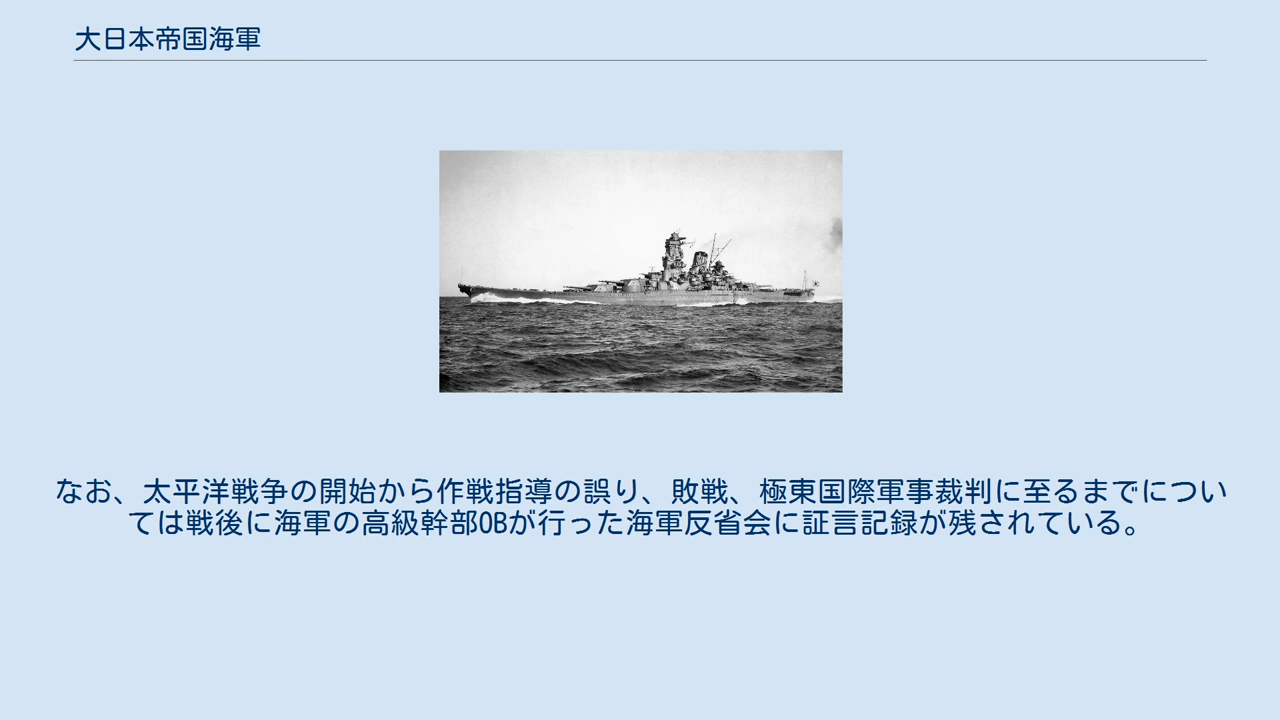 大日本帝国海軍
なお、太平洋戦争の開始から作戦指導の誤り、敗戦、極東国際軍事裁判に至るまでについ
ては戦後に海軍の高級幹部OBが行った海軍反省会に証言記録が残されている。